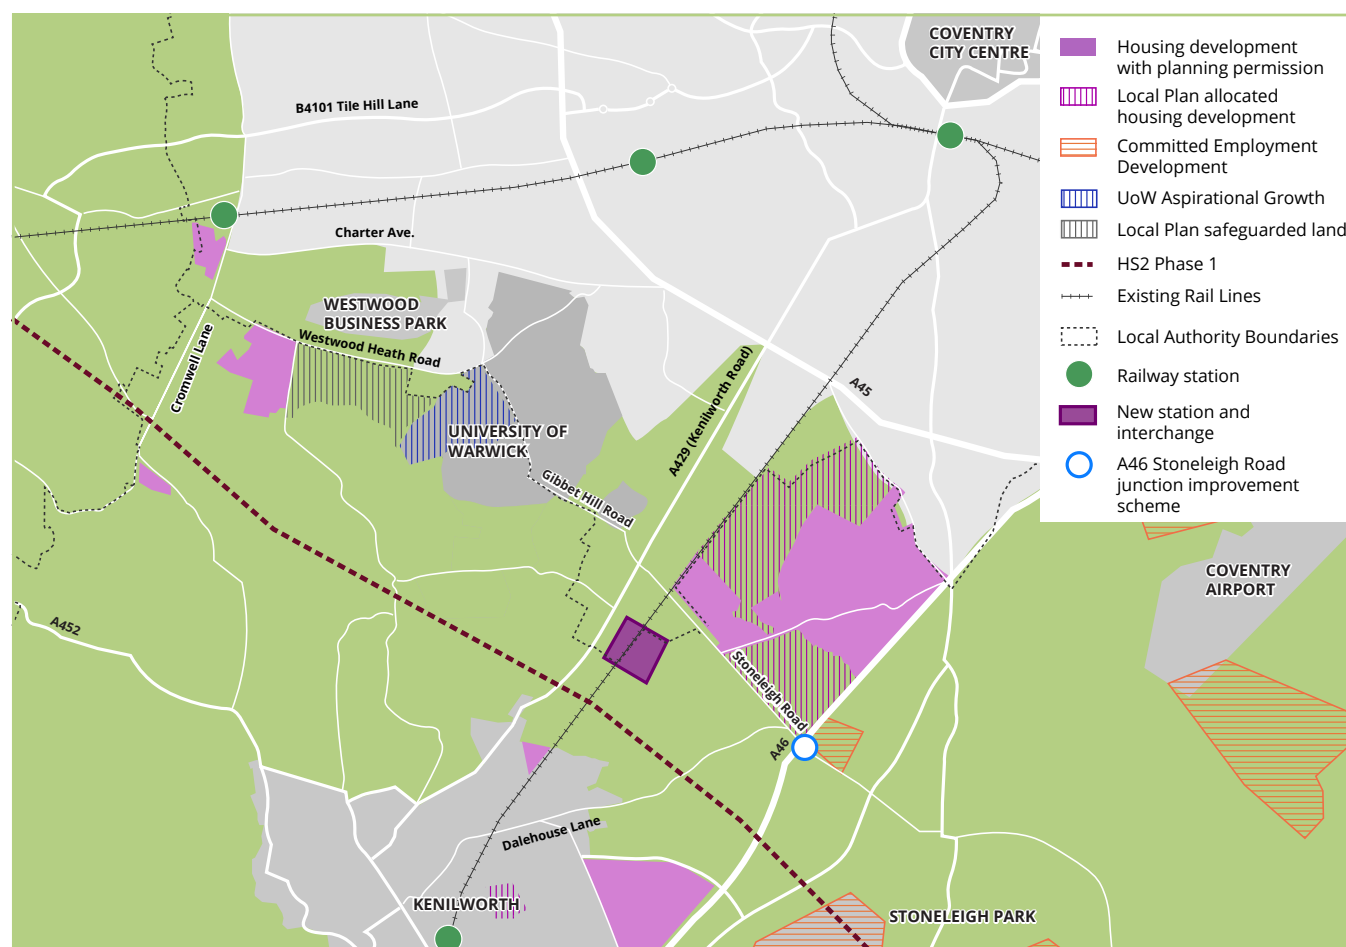 COVENTRY
CITY CENTRE
B4101 Tile Hill Lane
Charter Ave.
WESTWOOD
BUSINESS PARK
Westwood Heath Road
Cromwell Lane
UNIVERSITY OF
WARWICK
Gibbet Hill Road
A429 (Kenilworth Road)
A45
A452
Stoneleigh Road
A46
Dalehouse Lane
KENILWORTH
STONELEIGH PARK
COVENTRY
AIRPORT
Housing development
with planning permission
Local Plan allocated
housing development
Committed Employment
Development
UoW Aspirational Growth
Local Plan safeguarded land
HS2 Phase 1
Existing Rail Lines
Local Authority Boundaries
Railway station
New station and
interchange
A46 Stoneleigh Road
junction improvement
scheme